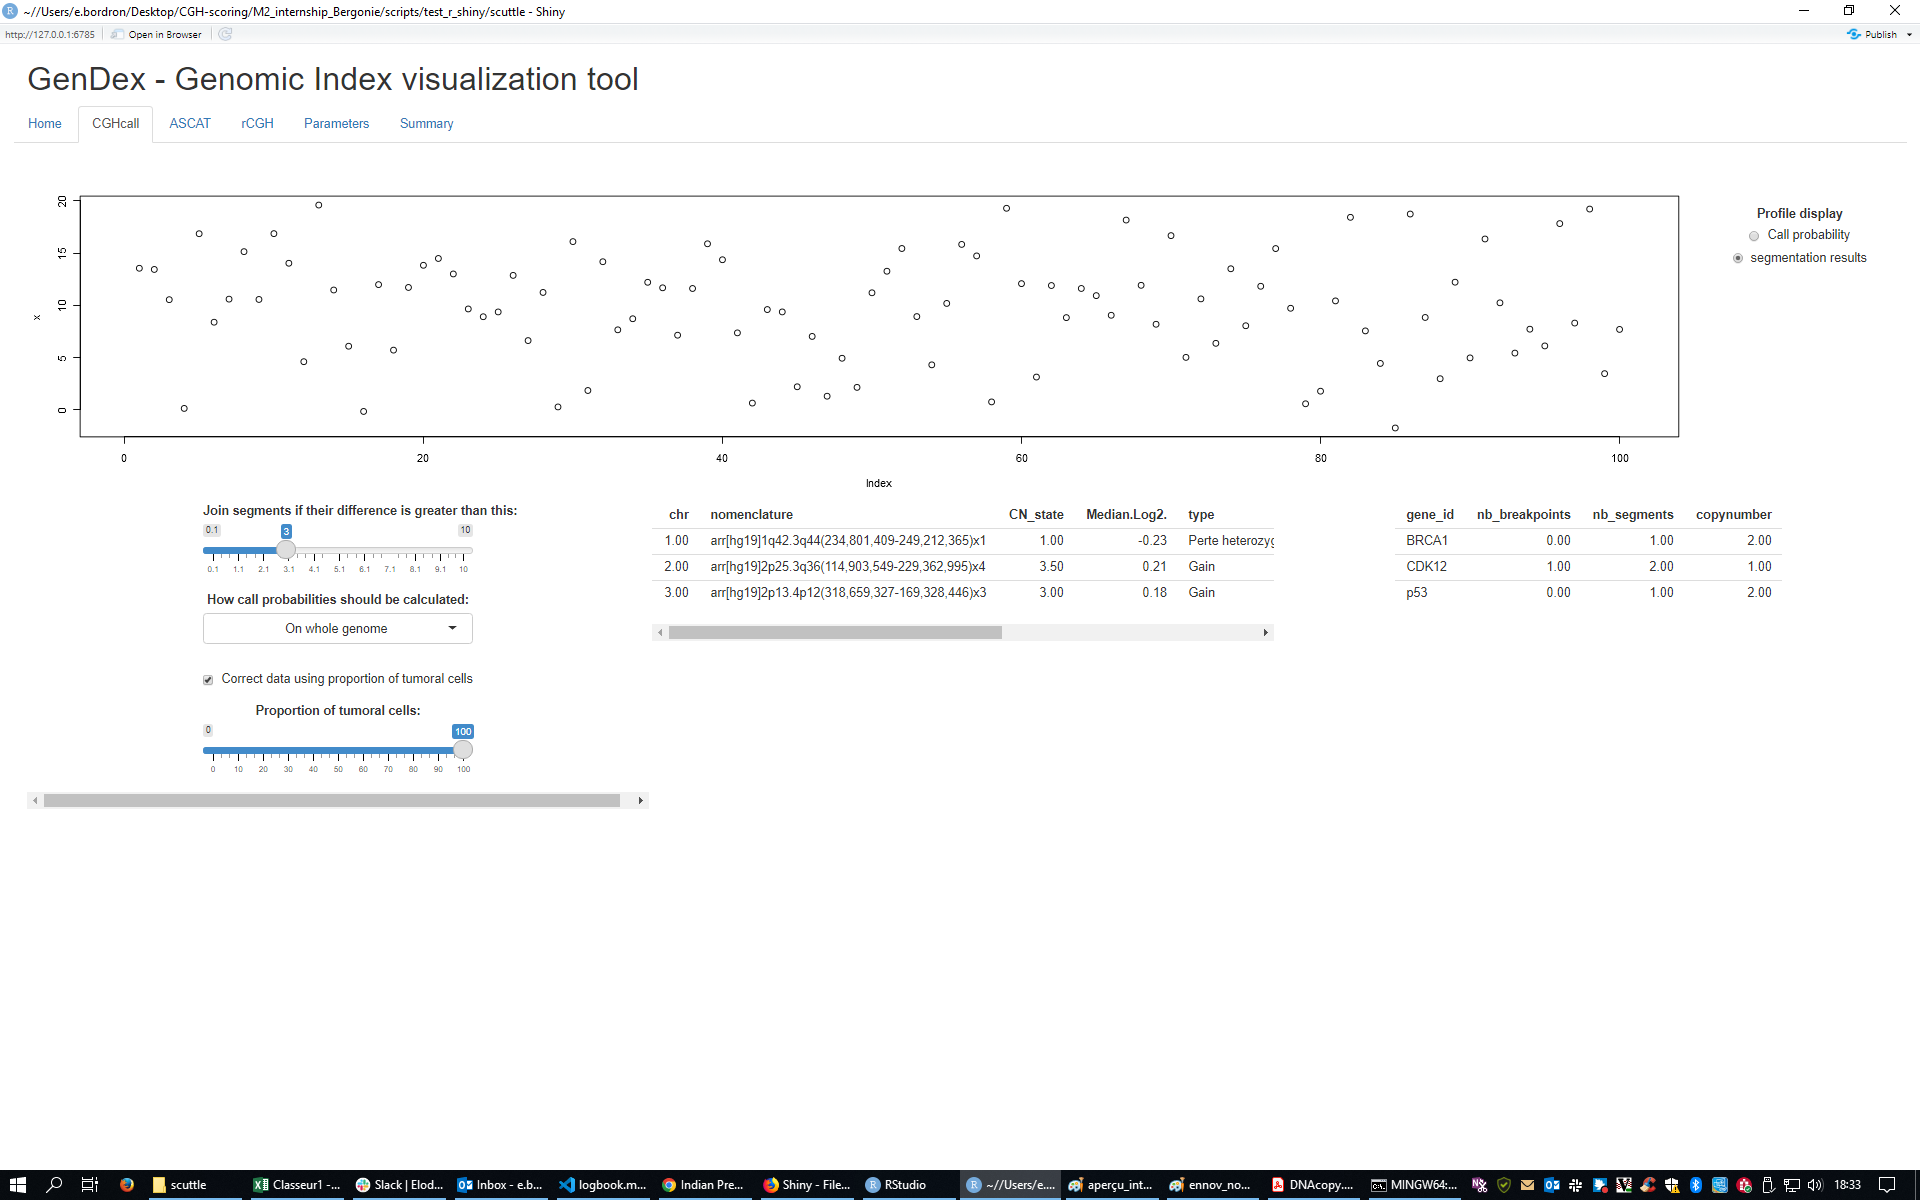 ~//Users/e.bordron/Desktop/CGH-scoring/M2_internship_Bergonie/scripts/test_r_shiny/scuttle - Shiny
http://127.0.0.1:6785 Open in Browser Publish
GenDex - Genomic Index visualization tool
Home CGHcall ASCAT rCGH Parameters Summary
20
15
10
5
0
x
0 20 40 60 80 100
Index
Profile display
Call probability
segmentation results
Join segments if their difference is greater than this:
0.1 3 10
0.1 1.1 2.1 3.1 4.1 5.1 6.1 7.1 8.1 9.1 10
How call probabilities should be calculated:
On whole genome
Correct data using proportion of tumoral cells
Proportion of tumoral cells:
0 100
0 10 20 30 40 50 60 70 80 90 100
chr nomenclature CN_state Median.Log2. type
1.00 arr[hg19]1q42.3q44(234,801,409-249,212,365)x1 1.00 -0.23 Perte heterozyg
2.00 arr[hg19]2p25.3q36(114,903,549-229,362,995)x4 3.50 0.21 Gain
3.00 arr[hg19]2p13.4p12(318,659,327-169,328,446)x3 3.00 0.18 Gain
gene_id nb_breakpoints nb_segments copynumber
BRCA1 0.00 1.00 2.00
CDK12 1.00 2.00 1.00
p53 0.00 1.00 2.00
scuttle Classeur1 -... Slack | Elod... Inbox - e.b... logbook.m... Indian Pre... Shiny - File... RStudio ~//Users/e.... aperçu_int... ennov_no... DNAcopy.... MINGW64:... 18:33